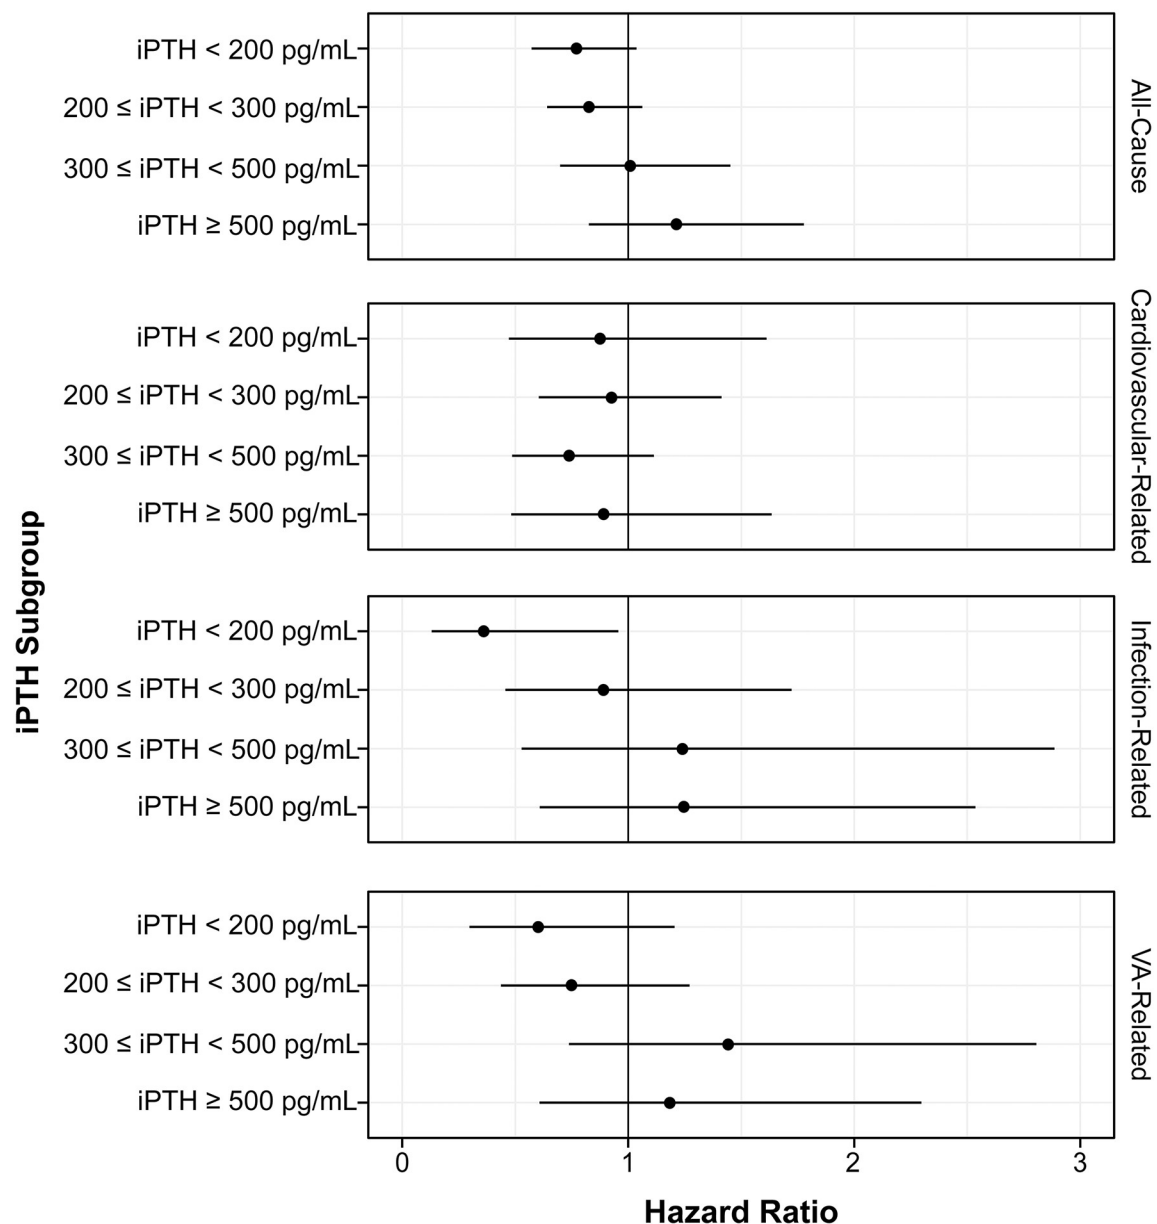 iPTH < 200 pg/mL
200 ≤ iPTH < 300 pg/mL
300 ≤ iPTH < 500 pg/mL
iPTH ≥ 500 pg/mL
All-Cause
iPTH < 200 pg/mL
200 ≤ iPTH < 300 pg/mL
300 ≤ iPTH < 500 pg/mL
iPTH ≥ 500 pg/mL
Cardiovascular-Related
iPTH < 200 pg/mL
200 ≤ iPTH < 300 pg/mL
300 ≤ iPTH < 500 pg/mL
iPTH ≥ 500 pg/mL
Infection-Related
iPTH < 200 pg/mL
200 ≤ iPTH < 300 pg/mL
300 ≤ iPTH < 500 pg/mL
iPTH ≥ 500 pg/mL
VA-Related
iPTH Subgroup
0 1 2 3
Hazard Ratio